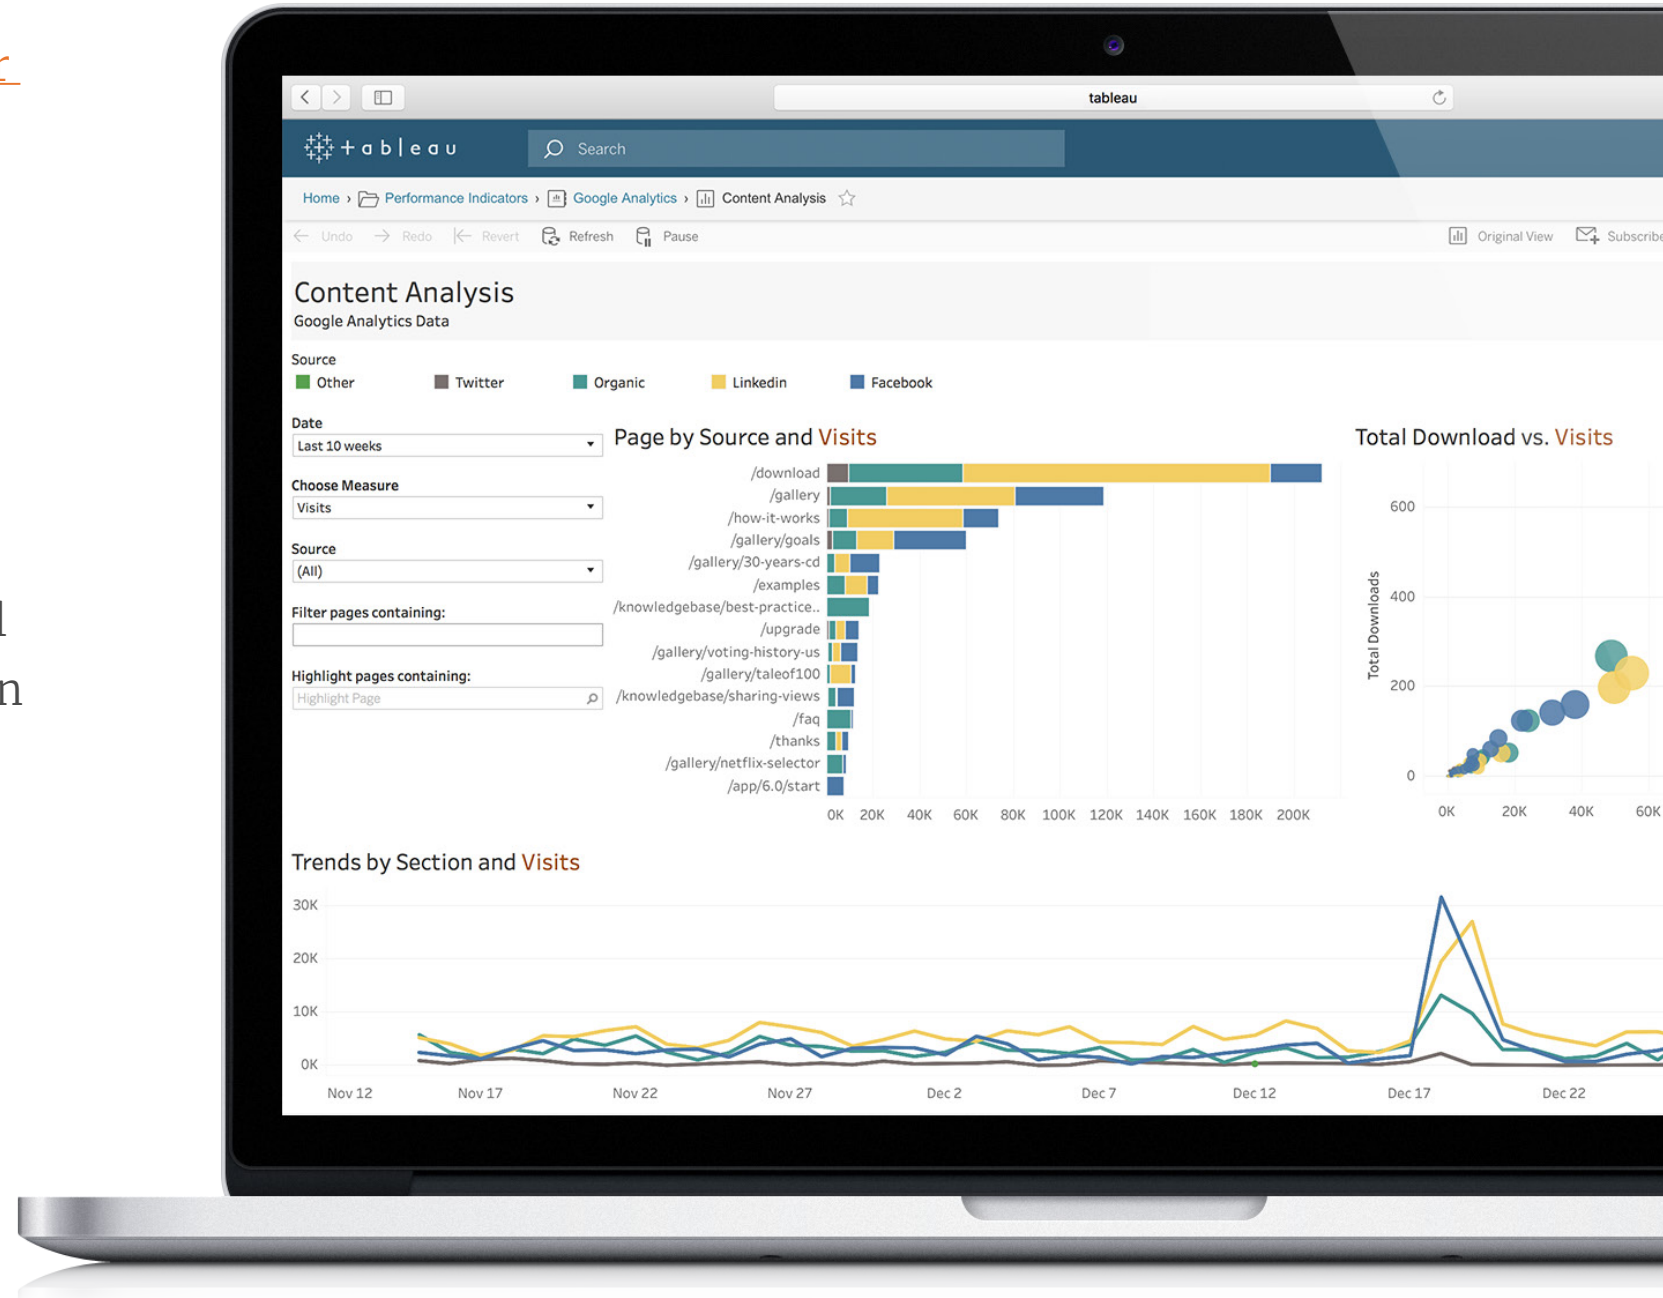 r
l
n
tableau
tableau
Search
Home › Performance Indicators › Google Analytics › Content Analysis
Undo Redo Revert Refresh Pause Original View Subscribe
Content Analysis
Google Analytics Data
Source
Other Twitter Organic Linkedin Facebook
Date
Last 10 weeks
Choose Measure
Visits
Source
(All)
Filter pages containing:
Highlight pages containing:
Highlight Page
Page by Source and Visits
/download
/gallery
/how-it-works
/gallery/goals
/gallery/30-years-cd
/examples
/knowledgebase/best-practice..
/upgrade
/gallery/voting-history-us
/gallery/taleof100
/knowledgebase/sharing-views
/faq
/thanks
/gallery/netflix-selector
/app/6.0/start
0K 20K 40K 60K 80K 100K 120K 140K 160K 180K 200K
Total Download vs. Visits
Total Downloads
600
400
200
0
0K 20K 40K 60K
Trends by Section and Visits
30K
20K
10K
0K
Nov 12 Nov 17 Nov 22 Nov 27 Dec 2 Dec 7 Dec 12 Dec 17 Dec 22